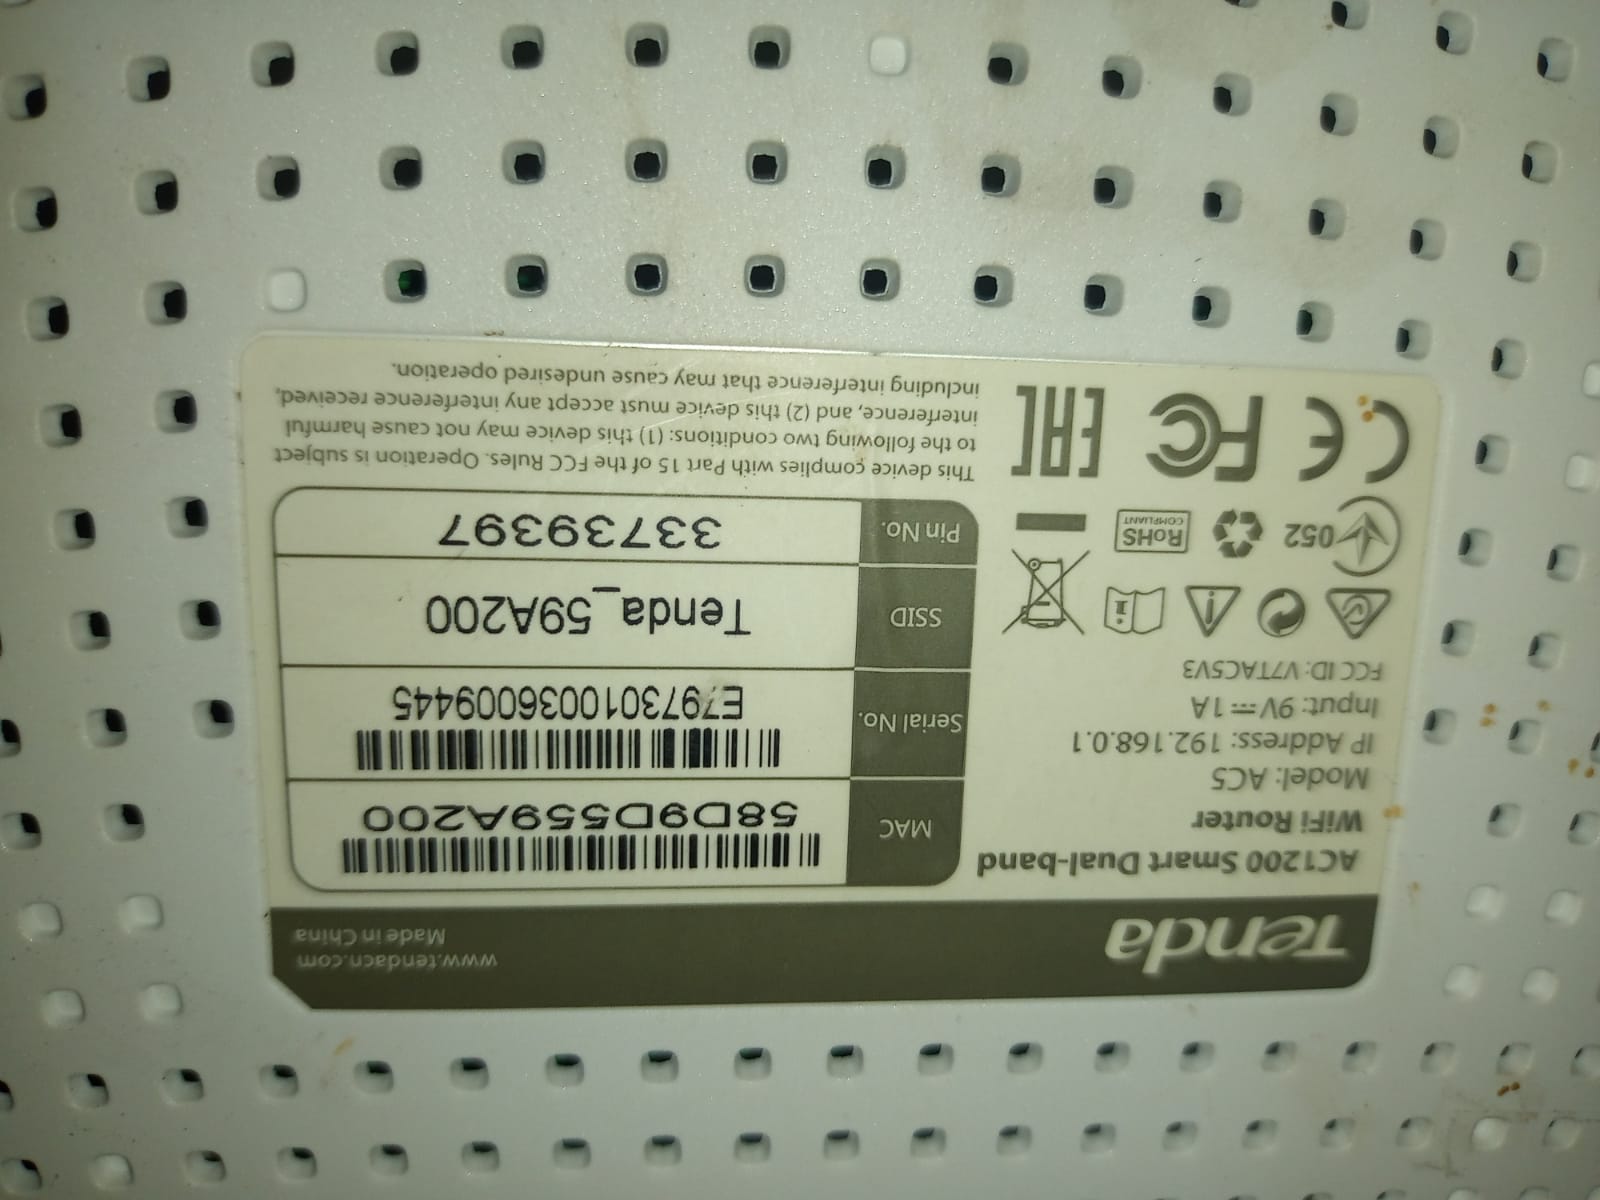 Tenda
www.tendacn.com
Made in China
AC1200 Smart Dual-band
WiFi Router
Model: AC5
IP Address: 192.168.0.1
Input: 9V⎓1A
FCC ID: V7TAC5V3
MAC
58D9D559A200
Serial No.
E7973010036009445
SSID
Tenda_59A200
Pin No.
33739397
052
RoHS
COMPLIANT
CE
FC
EAC
This device complies with Part 15 of the FCC Rules. Operation is subject
to the following two conditions: (1) this device may not cause harmful
interference, and (2) this device must accept any interference received,
including interference that may cause undesired operation.